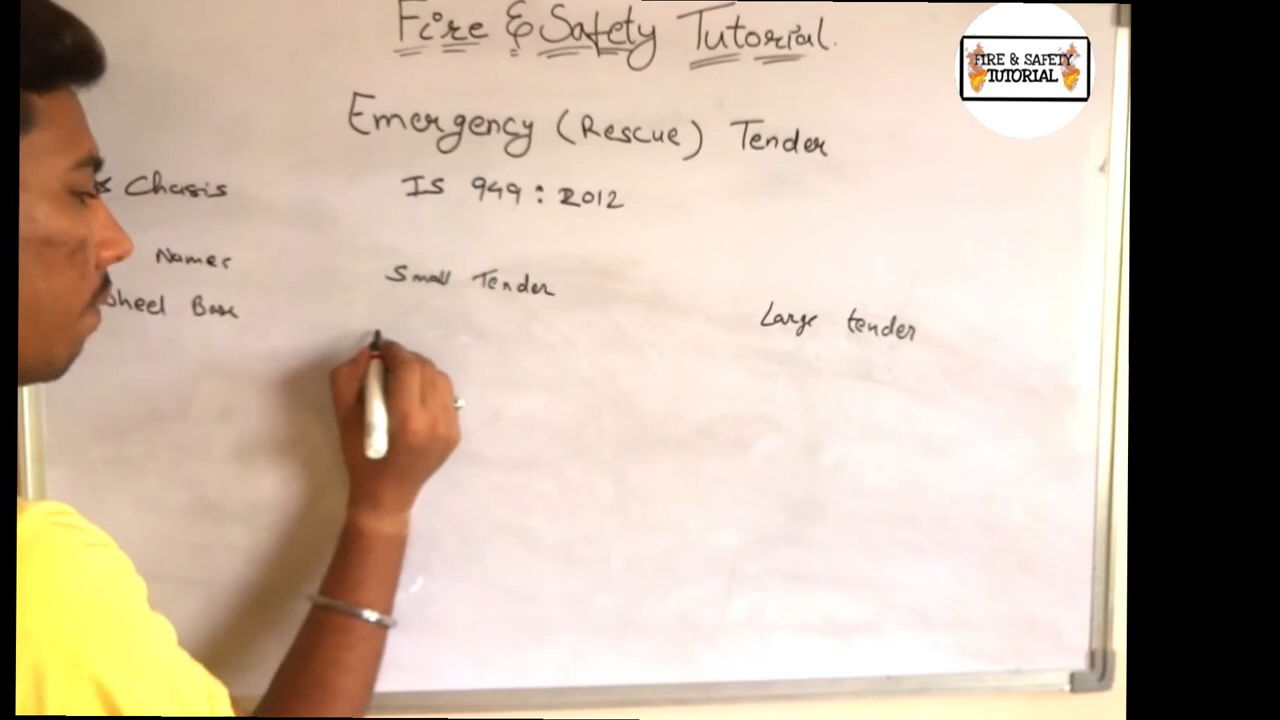 Fire & Safety Tutorial.
FIRE & SAFETY
TUTORIAL
Emergency (Rescue) Tender
Chasis IS 949:2012
Names Small Tender Large tender
Wheel Base